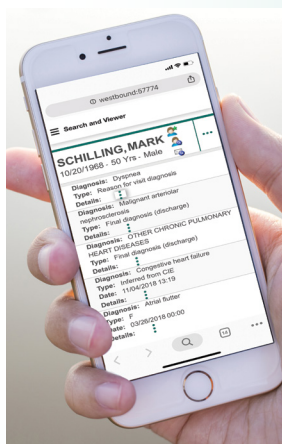 westbound:57774
Search and Viewer
SCHILLING, MARK
10/20/1968 - 50 Yrs - Male
Diagnosis: Dyspnea
Type: Reason for visit diagnosis
Details:
Diagnosis: Malignant arteriolar
nephrosclerosis
Type: Final diagnosis (discharge)
Details:
Diagnosis: OTHER CHRONIC PULMONARY
HEART DISEASES
Type: Final diagnosis (discharge)
Details:
Diagnosis: Congestive heart failure
Type: Inferred from CIE
Date: 11/04/2018 13:19
Details:
Diagnosis: Atrial flutter
Type: F
Date: 03/28/2018 00:00
Details: